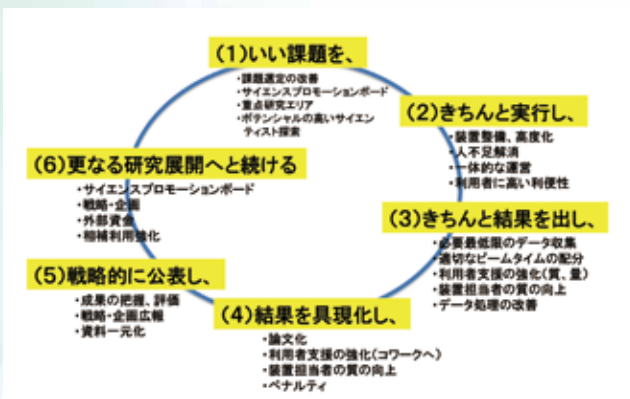 (1)いい課題を、
・課題選定の改善
・サイエンスプロモーションボード
・重点研究エリア
・ポテンシャルの高いサイエン
ティスト探索
(2)きちんと実行し、
・装置整備、高度化
・人不足解消
・一体的な運営
・利用者に高い利便性
(3)きちんと結果を出し、
・必要最低限のデータ収集
・適切なビームタイムの配分
・利用者支援の強化(質、量)
・装置担当者の質の向上
・データ処理の改善
(4)結果を具現化し、
・論文化
・利用者支援の強化(コワークへ)
・装置担当者の質の向上
・ペナルティ
(5)戦略的に公表し、
・成果の把握、評価
・戦略・企画広報
・資料一元化
(6)更なる研究展開へと続ける
・サイエンスプロモーションボード
・戦略・企画
・外部資金
・相補利用強化